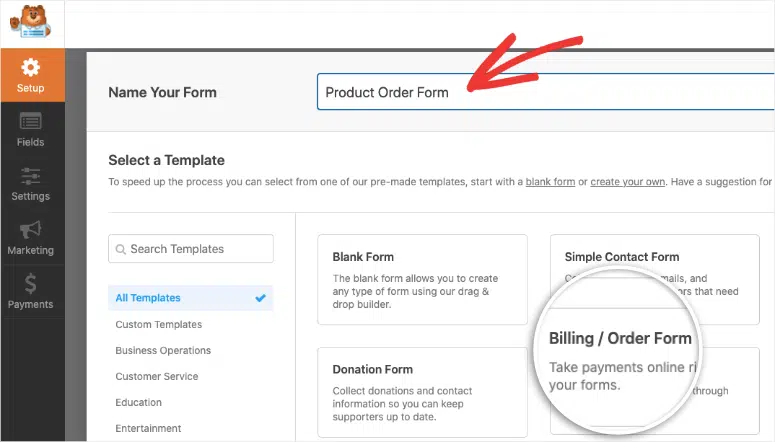 Setup
Fields
Settings
Marketing
Payments
Name Your Form
Product Order Form
Select a Template
To speed up the process you can select from one of our pre-made templates, start with a blank form or create your own. Have a suggestion for
Search Templates
All Templates
Custom Templates
Business Operations
Customer Service
Education
Entertainment
Blank Form
The blank form allows you to create
any type of form using our drag &
drop builder.
Simple Contact Form
mails, and
ors that need
Donation Form
Collect donations and contact
information so you can keep
supporters up to date.
Billing / Order Form
Take payments online ri
your forms.
through